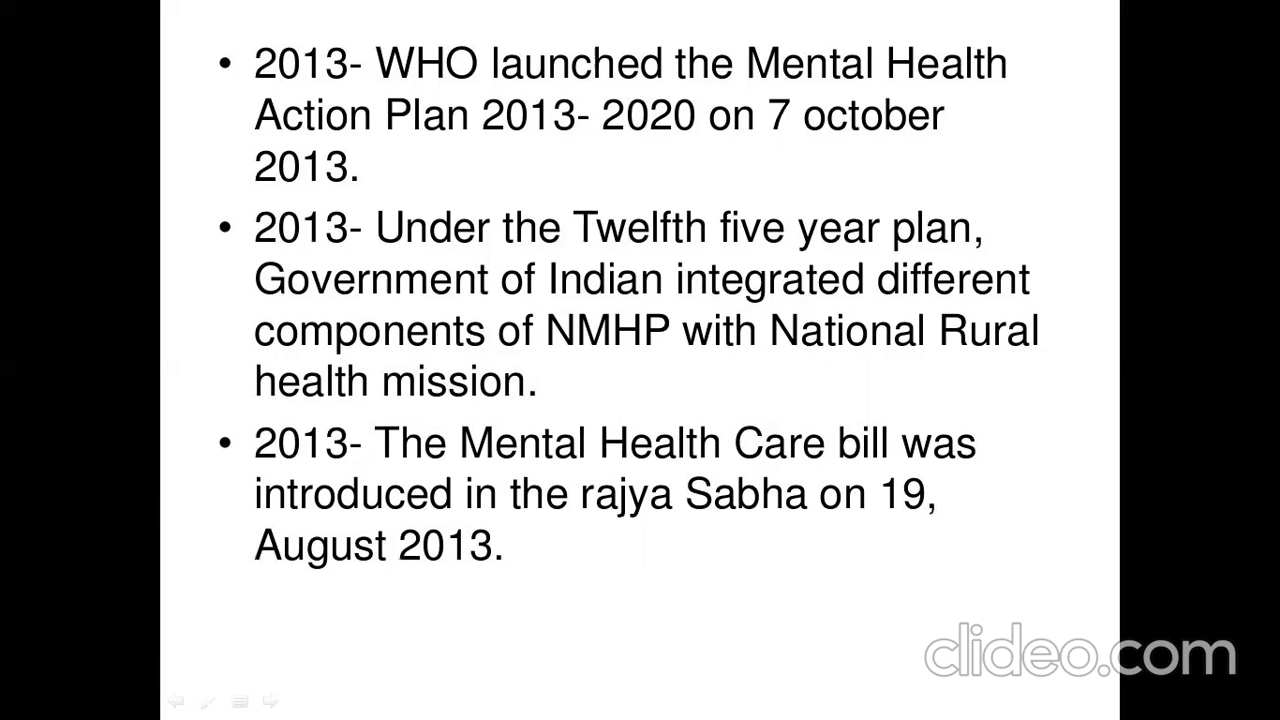 • 2013- WHO launched the Mental Health
Action Plan 2013- 2020 on 7 october
2013.
• 2013- Under the Twelfth five year plan,
Government of Indian integrated different
components of NMHP with National Rural
health mission.
• 2013- The Mental Health Care bill was
introduced in the rajya Sabha on 19,
August 2013.
clideo.com